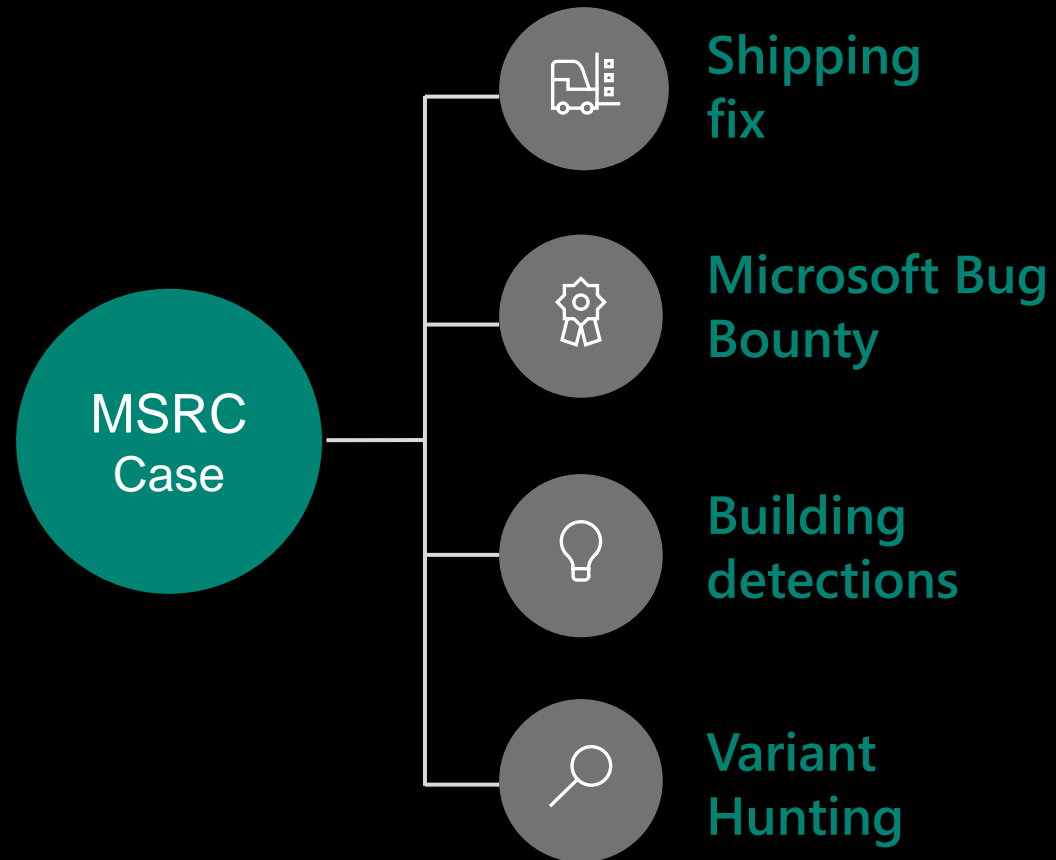 MSRC
Case
Shipping
fix
Microsoft Bug
Bounty
Building
detections
Variant
Hunting